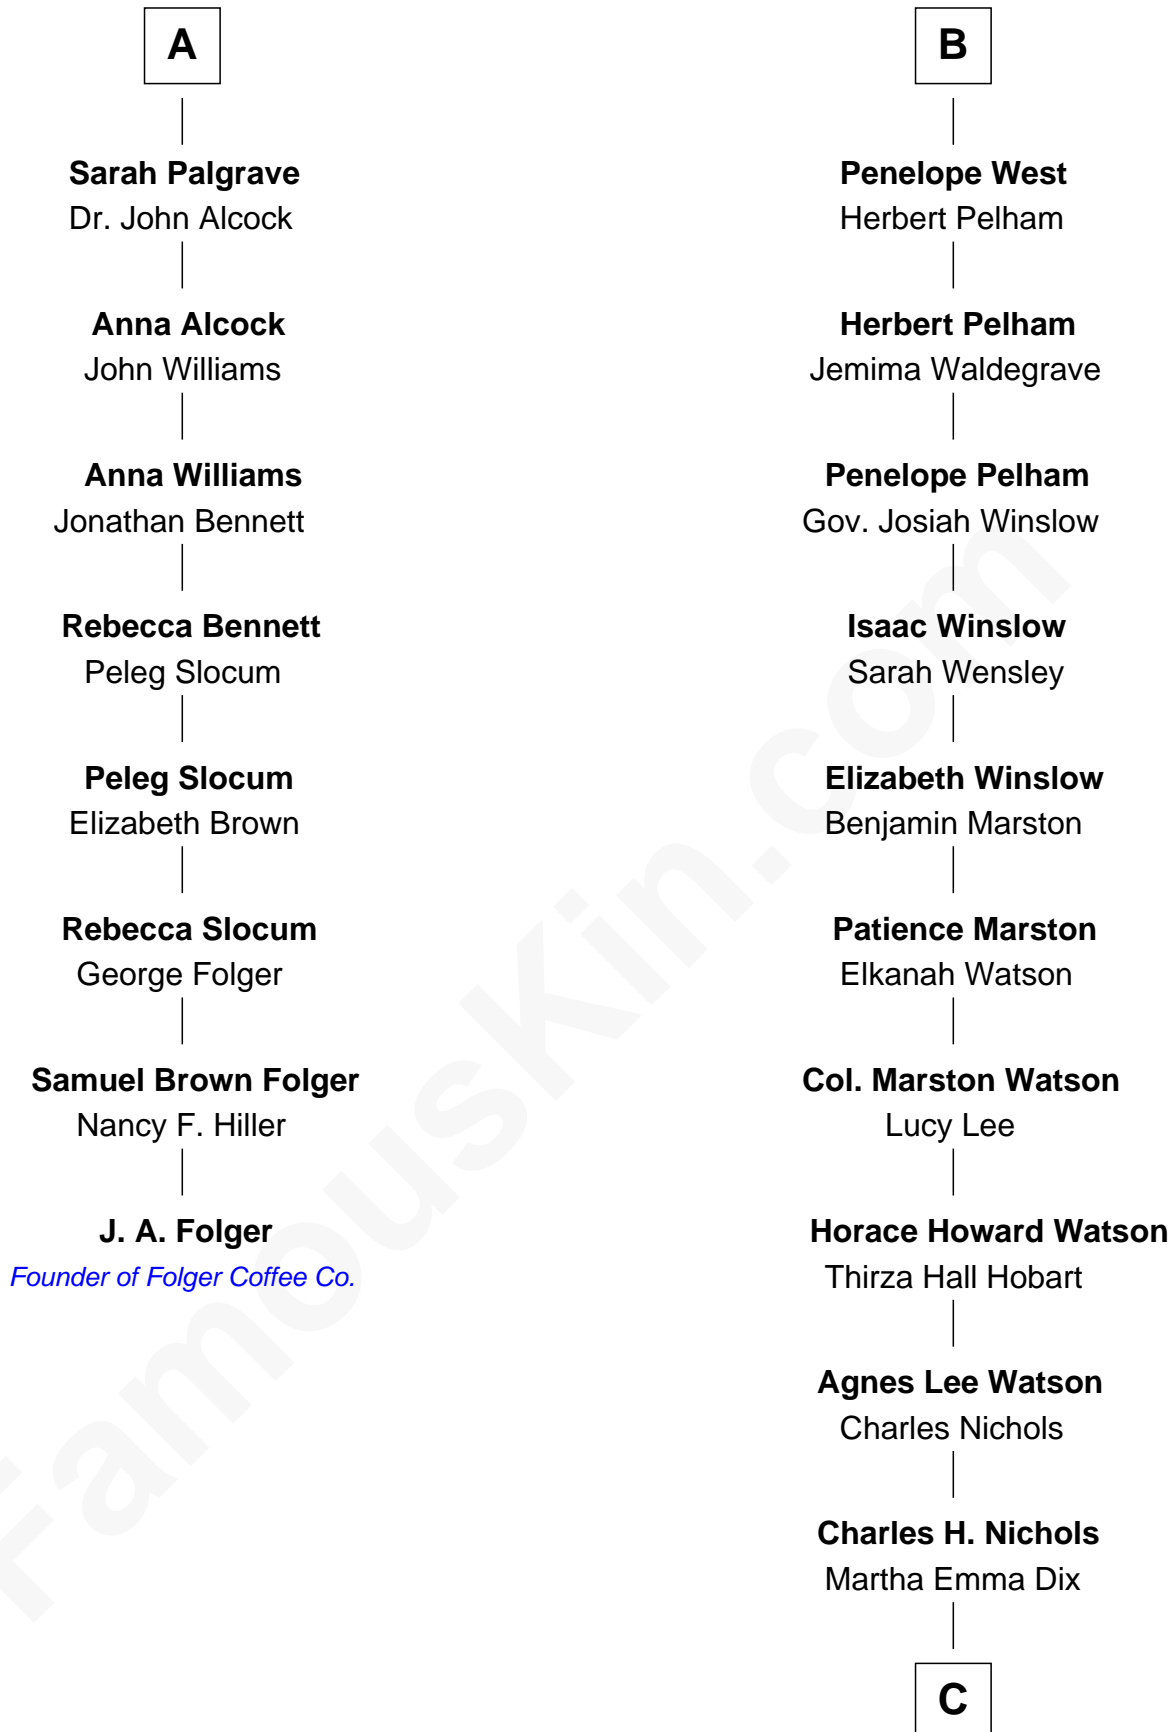 A
Sarah Palgrave
Dr. John Alcock
Anna Alcock
John Williams
Anna Williams
Jonathan Bennett
Rebecca Bennett
Peleg Slocum
Peleg Slocum
Elizabeth Brown
Rebecca Slocum
George Folger
Samuel Brown Folger
Nancy F. Hiller
J. A. Folger
Founder of Folger Coffee Co.
B
Penelope West
Herbert Pelham
Herbert Pelham
Jemima Waldegrave
Penelope Pelham
Gov. Josiah Winslow
Isaac Winslow
Sarah Wensley
Elizabeth Winslow
Benjamin Marston
Patience Marston
Elkanah Watson
Col. Marston Watson
Lucy Lee
Horace Howard Watson
Thirza Hall Hobart
Agnes Lee Watson
Charles Nichols
Charles H. Nichols
Martha Emma Dix
C
FamousKin.com